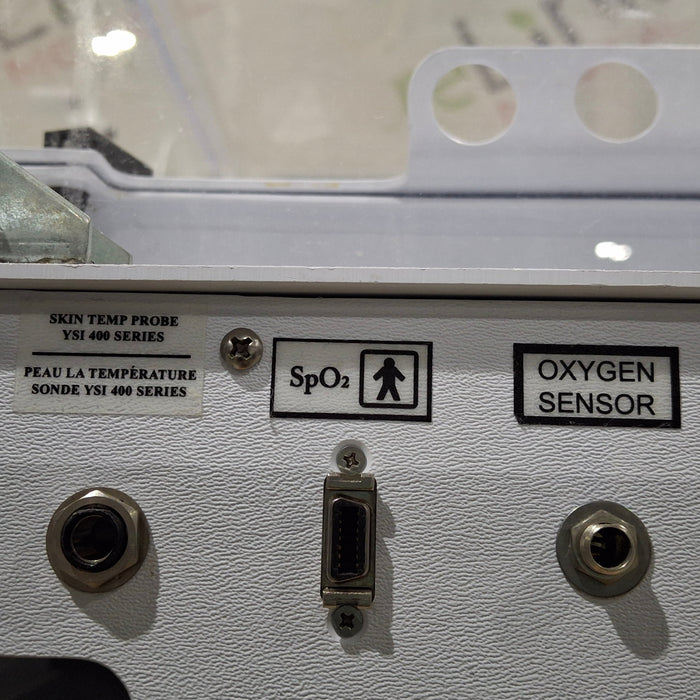 SKIN TEMP PROBE
YSI 400 SERIES
PEAU LA TEMPÉRATURE
SONDE YSI 400 SERIES
SpO₂
OXYGEN
SENSOR